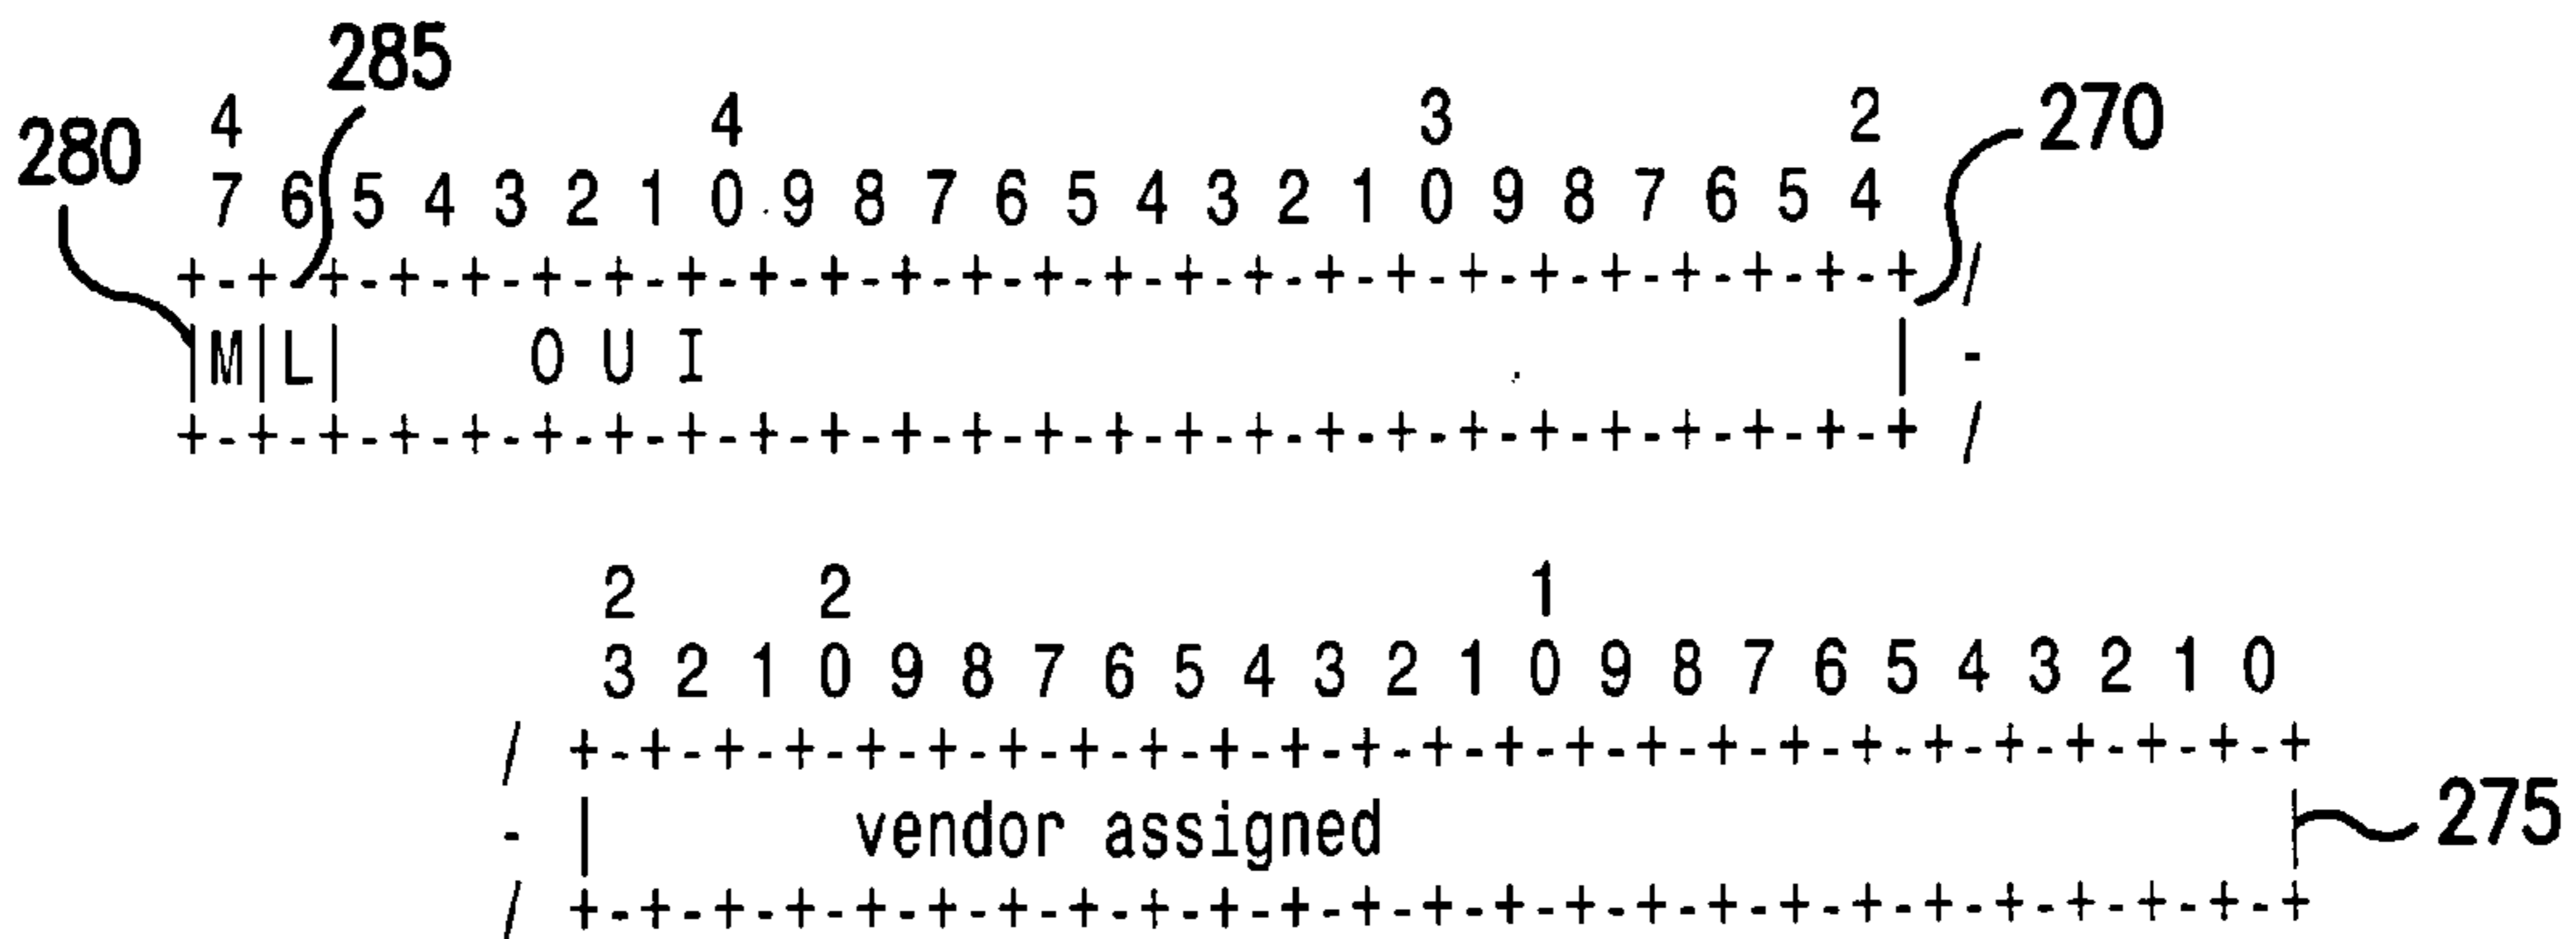 285
4 4 3 2 270
280 7 6 5 4 3 2 1 0 9 8 7 6 5 4 3 2 1 0 9 8 7 6 5 4
+-+-+-+-+-+-+-+-+-+-+-+-+-+-+-+-+-+-+-+-+-+-+-+-+ /
|M|L| O U I | -
+-+-+-+-+-+-+-+-+-+-+-+-+-+-+-+-+-+-+-+-+-+-+-+-+ /
2 2 1
3 2 1 0 9 8 7 6 5 4 3 2 1 0 9 8 7 6 5 4 3 2 1 0
/ +-+-+-+-+-+-+-+-+-+-+-+-+-+-+-+-+-+-+-+-+-+-+-+-+
- | vendor assigned | 275
/ +-+-+-+-+-+-+-+-+-+-+-+-+-+-+-+-+-+-+-+-+-+-+-+-+